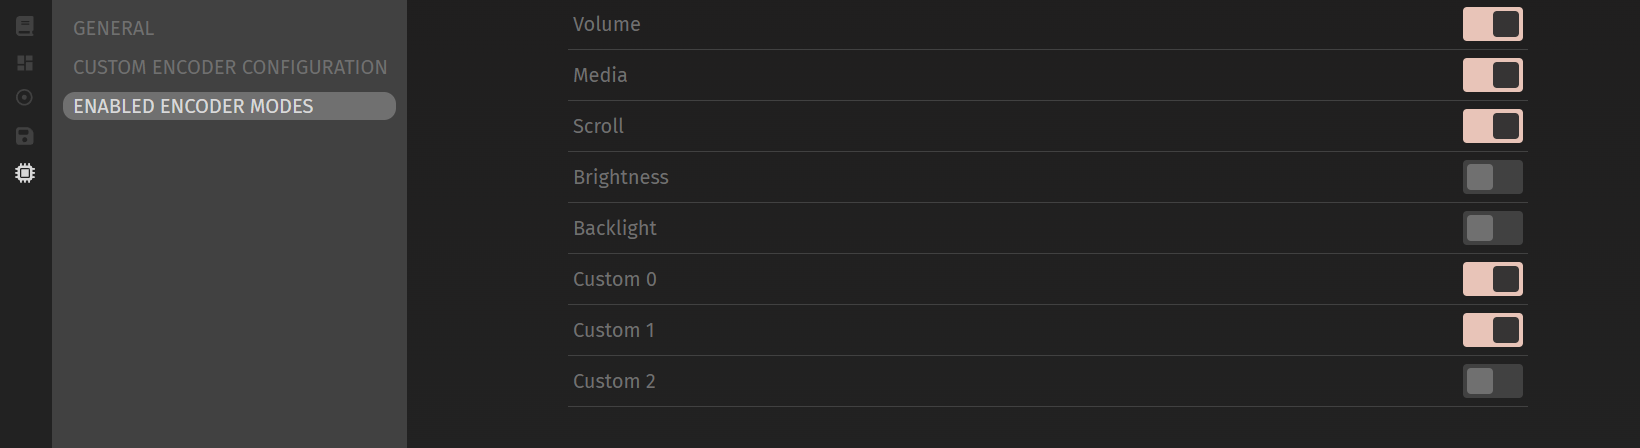 GENERAL
CUSTOM ENCODER CONFIGURATION
ENABLED ENCODER MODES
Volume
Media
Scroll
Brightness
Backlight
Custom 0
Custom 1
Custom 2